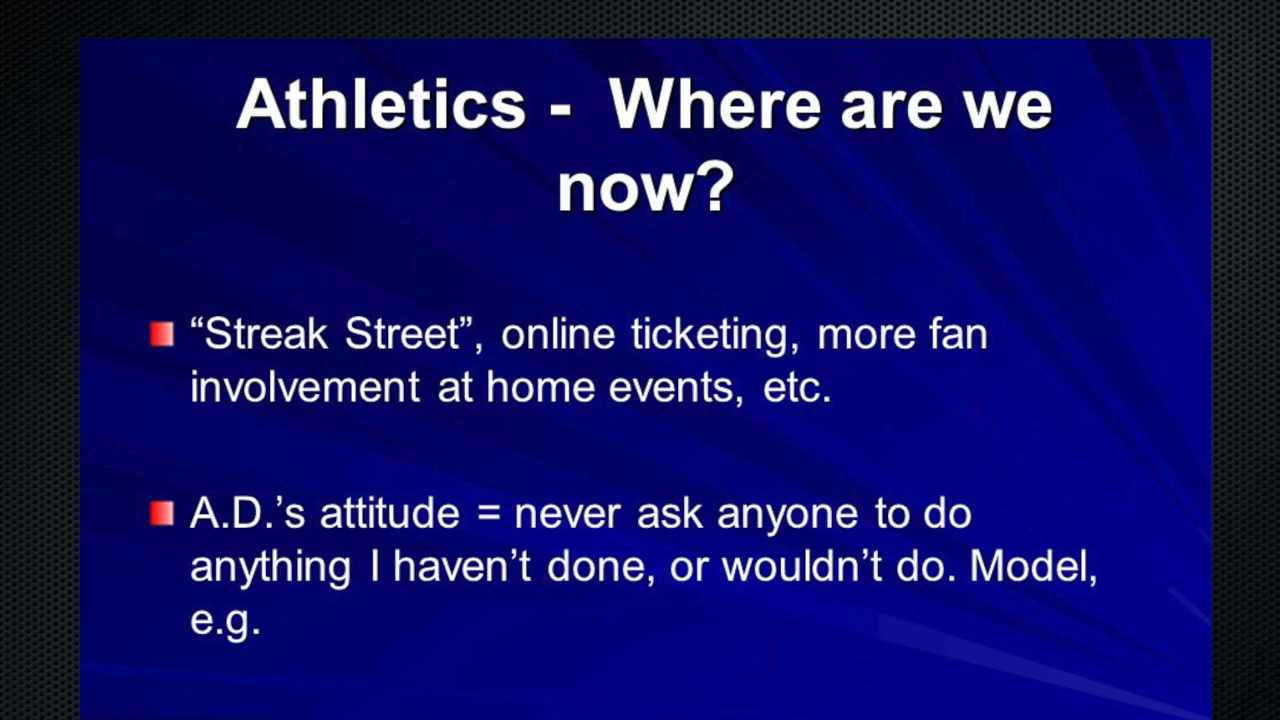 Athletics - Where are we
now?
“Streak Street”, online ticketing, more fan
involvement at home events, etc.
A.D.’s attitude = never ask anyone to do
anything I haven’t done, or wouldn’t do. Model,
e.g.